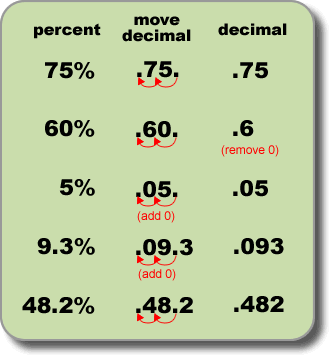 percent move decimal decimal
75% .75. .75
60% .60. .6
(remove 0)
5% .05. .05
(add 0)
9.3% .09.3 .093
(add 0)
48.2% .48.2 .482